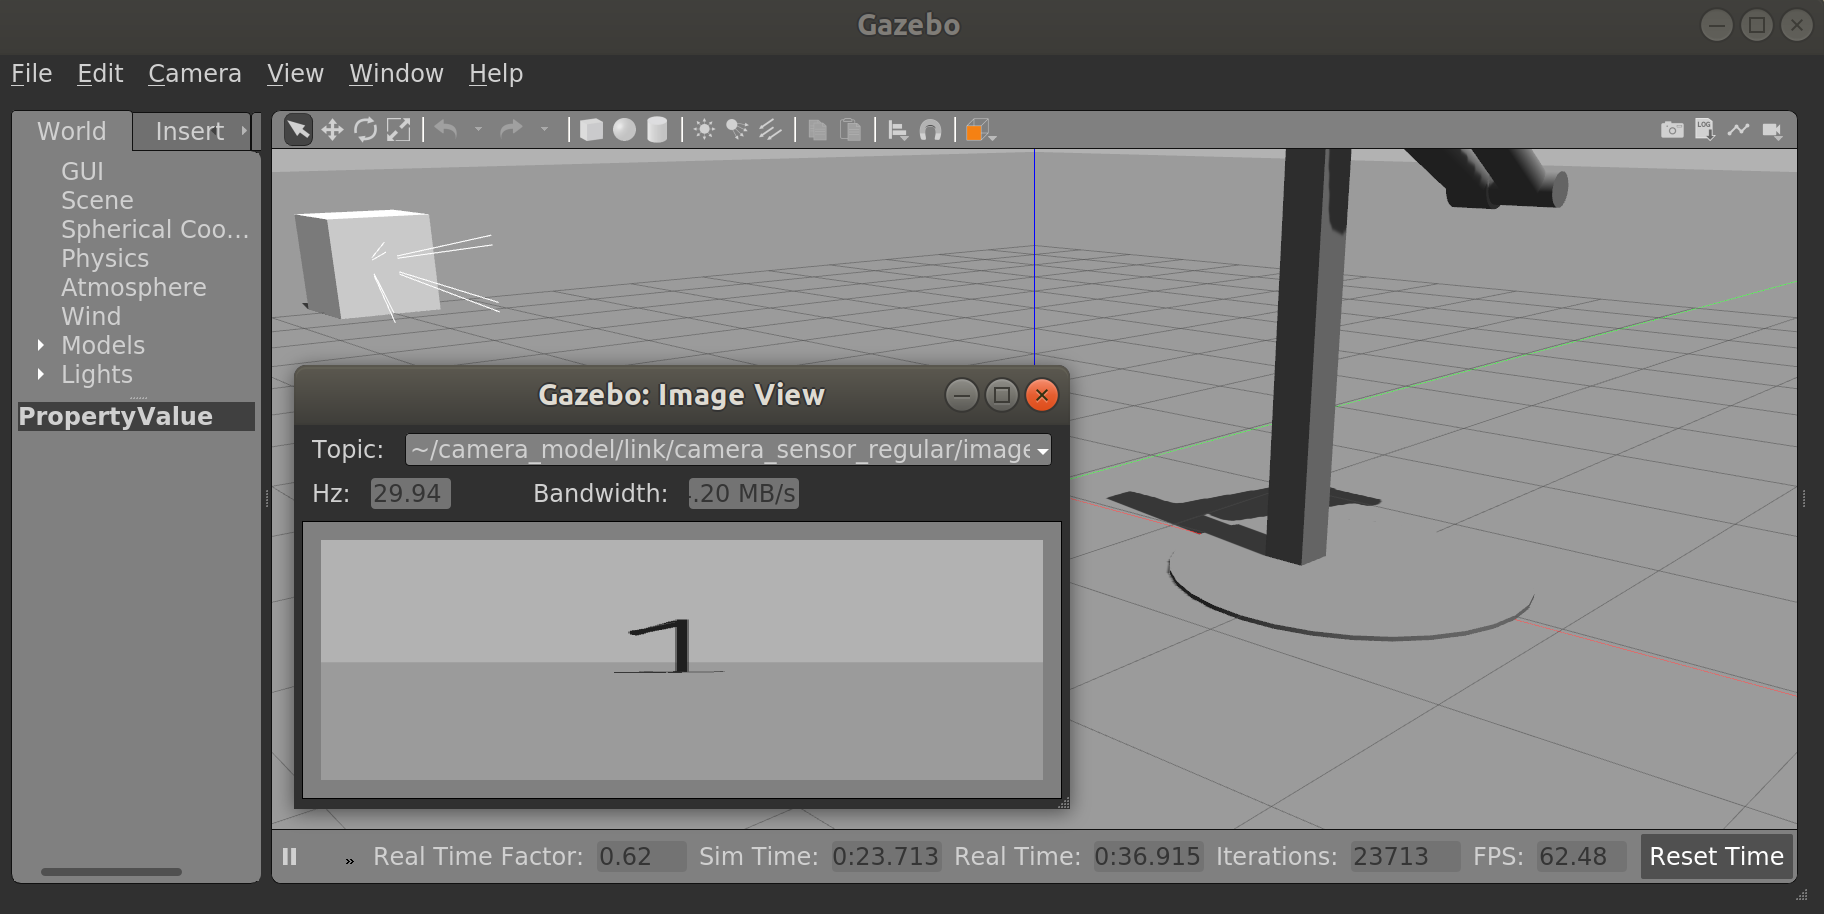 Gazebo
File Edit Camera View Window Help
World Insert
LOG
GUI
Scene
Spherical Coo...
Physics
Atmosphere
Wind
Models
Lights
PropertyValue
Gazebo: Image View
Topic: ~/camera_model/link/camera_sensor_regular/image
Hz: 29.94 Bandwidth: .20 MB/s
Real Time Factor: 0.62 Sim Time: 0:23.713 Real Time: 0:36.915 Iterations: 23713 FPS: 62.48 Reset Time